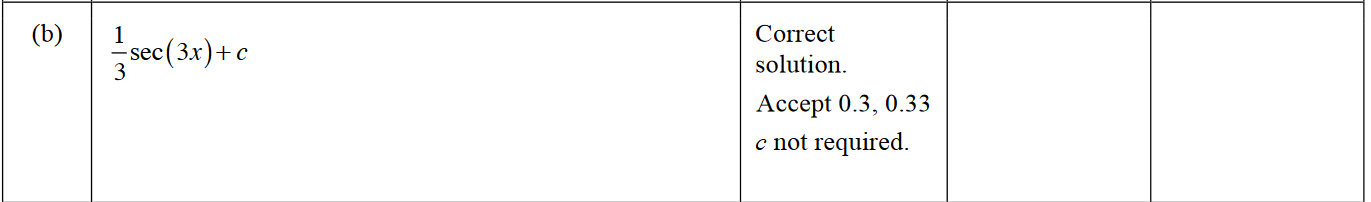 (b)
1/3 sec(3x)+c
Correct
solution.
Accept 0.3, 0.33
c not required.